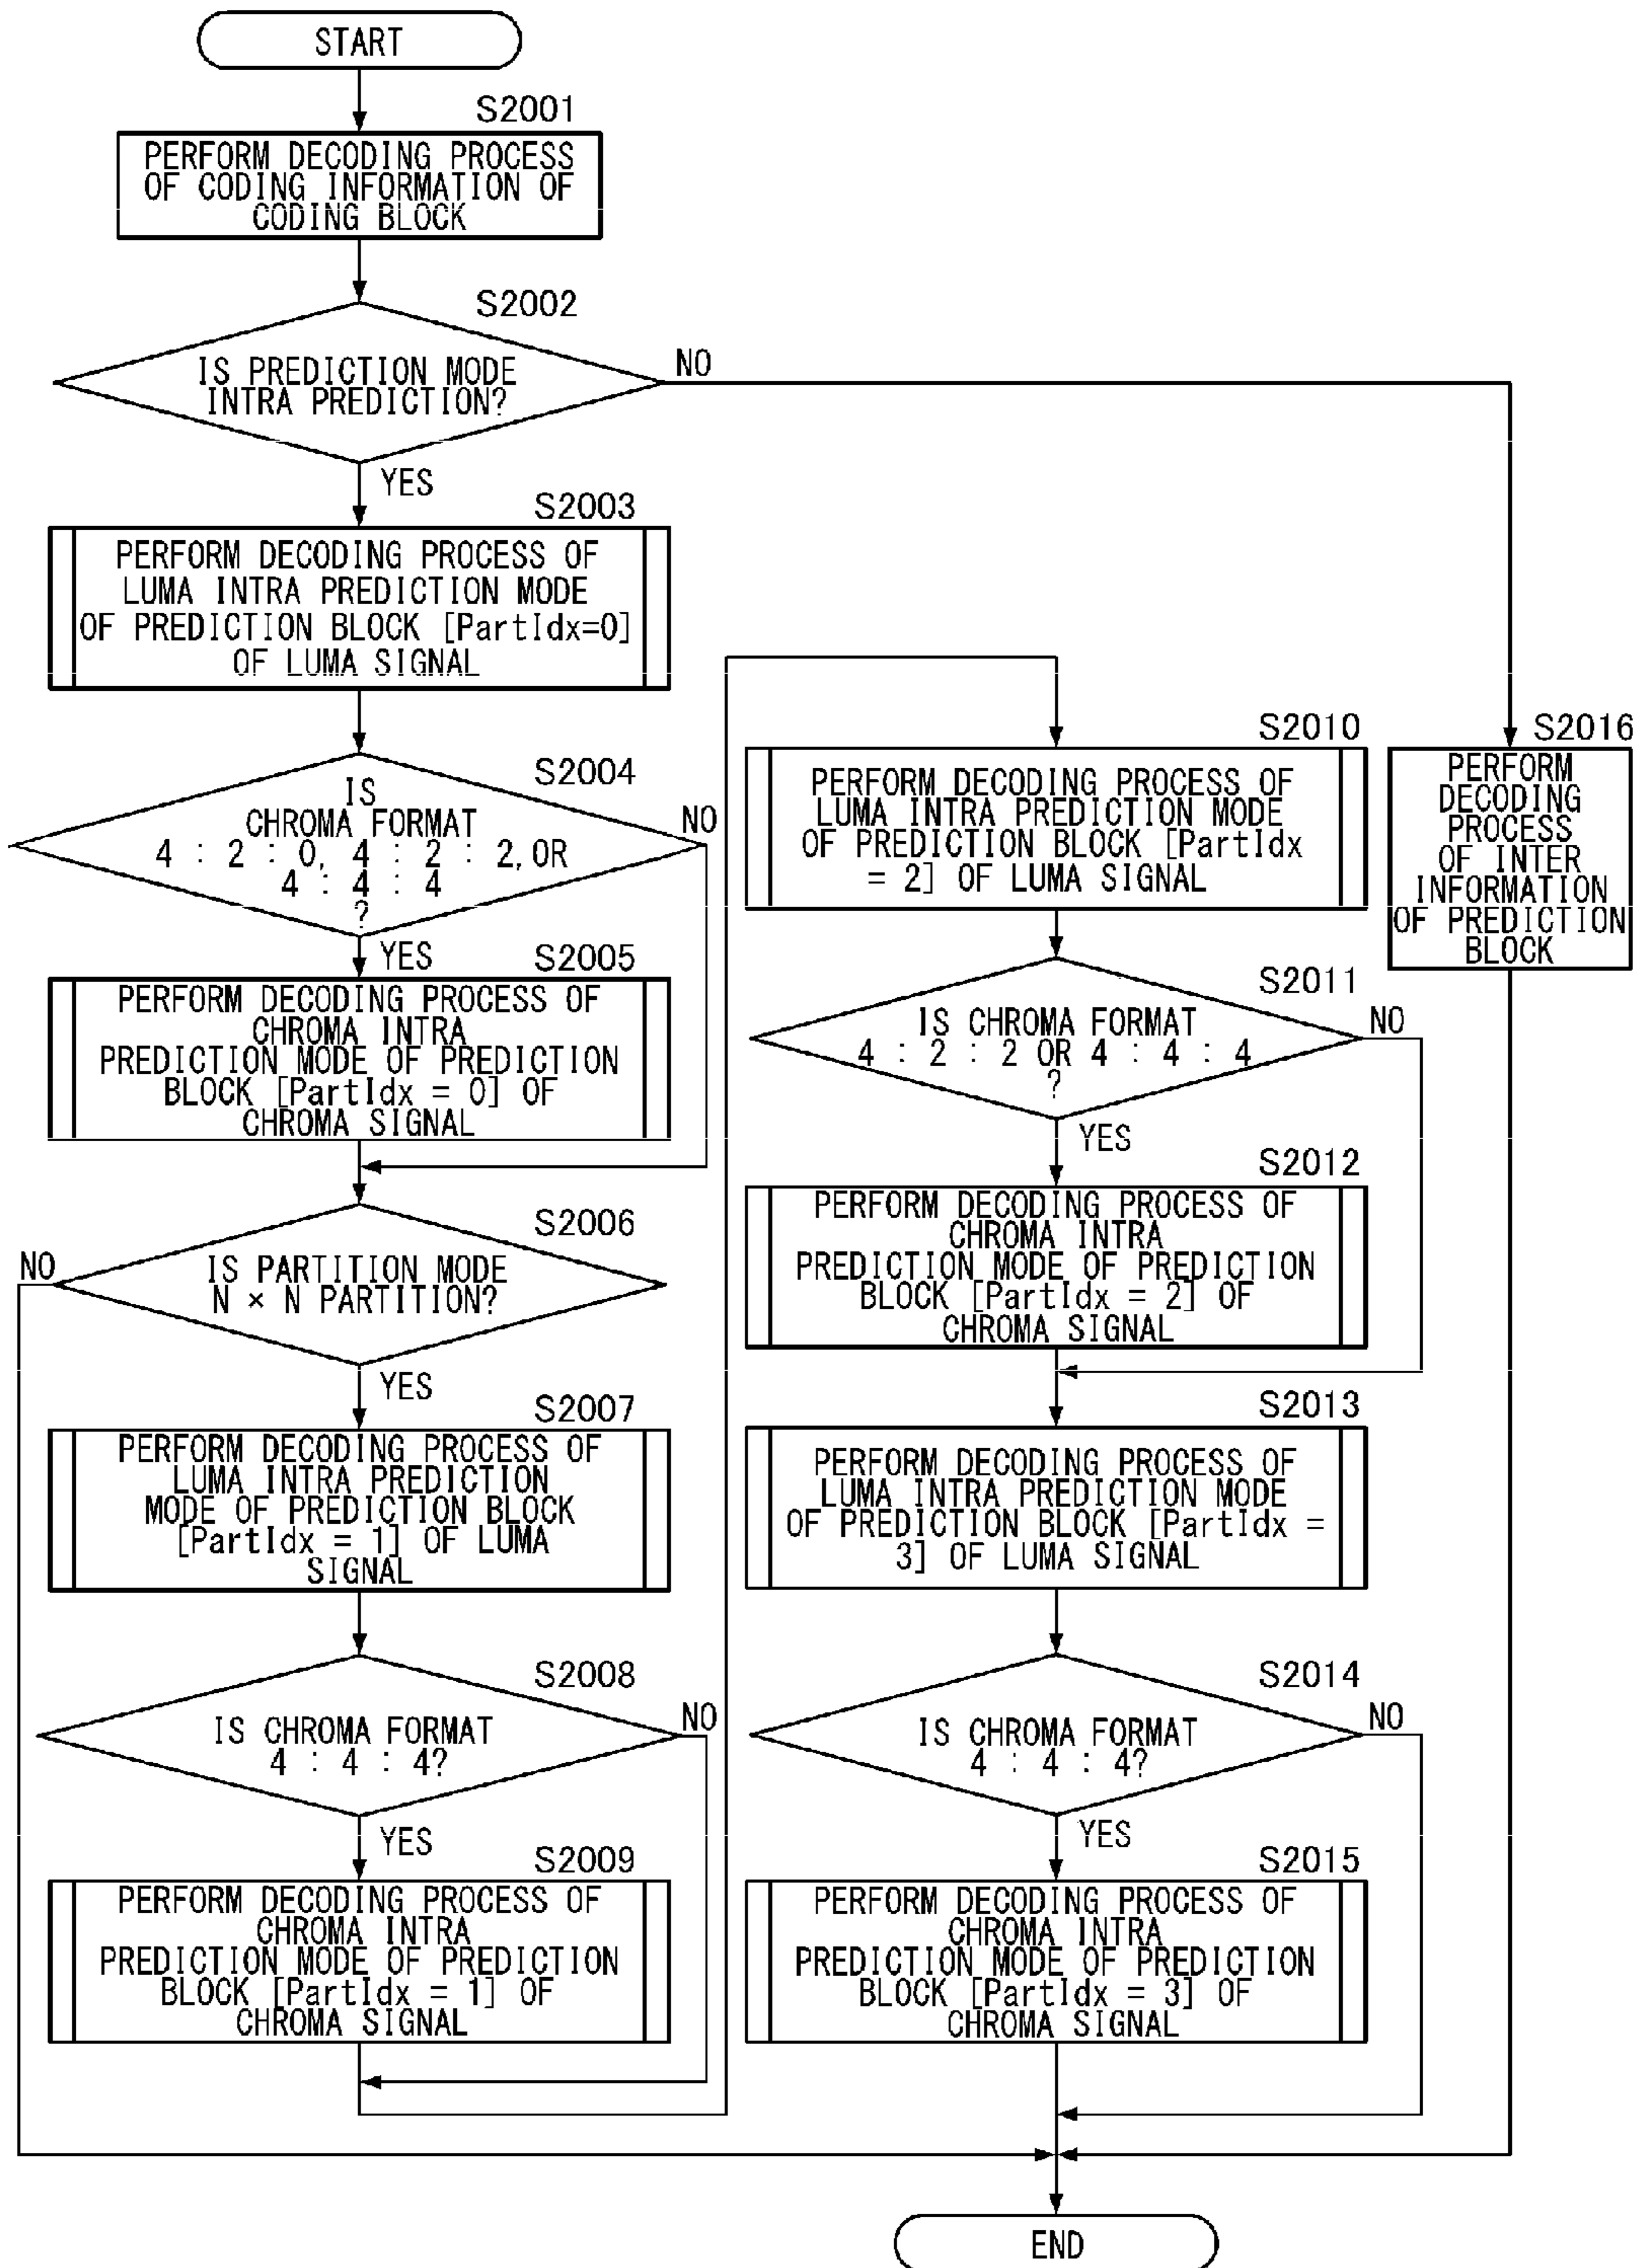 START
S2001
PERFORM DECODING PROCESS
OF CODING INFORMATION OF
CODING BLOCK
S2002
IS PREDICTION MODE
INTRA PREDICTION?
NO
YES
S2003
PERFORM DECODING PROCESS OF
LUMA INTRA PREDICTION MODE
OF PREDICTION BLOCK [PartIdx=0]
OF LUMA SIGNAL
S2004
IS
CHROMA FORMAT
4 : 2 : 0, 4 : 2 : 2, OR
4 : 4 : 4
?
NO
YES
S2005
PERFORM DECODING PROCESS OF
CHROMA INTRA
PREDICTION MODE OF PREDICTION
BLOCK [PartIdx = 0] OF
CHROMA SIGNAL
S2006
NO
IS PARTITION MODE
N × N PARTITION?
YES
S2007
PERFORM DECODING PROCESS OF
LUMA INTRA PREDICTION
MODE OF PREDICTION BLOCK
[PartIdx = 1] OF LUMA
SIGNAL
S2008
IS CHROMA FORMAT
4 : 4 : 4?
NO
YES
S2009
PERFORM DECODING PROCESS OF
CHROMA INTRA
PREDICTION MODE OF PREDICTION
BLOCK [PartIdx = 1] OF
CHROMA SIGNAL
S2010
PERFORM DECODING PROCESS OF
LUMA INTRA PREDICTION MODE
OF PREDICTION BLOCK [PartIdx
= 2] OF LUMA SIGNAL
S2011
IS CHROMA FORMAT
4 : 2 : 2 OR 4 : 4 : 4
?
NO
YES
S2012
PERFORM DECODING PROCESS OF
CHROMA INTRA
PREDICTION MODE OF PREDICTION
BLOCK [PartIdx = 2] OF
CHROMA SIGNAL
S2013
PERFORM DECODING PROCESS OF
LUMA INTRA PREDICTION MODE
OF PREDICTION BLOCK [PartIdx =
3] OF LUMA SIGNAL
S2014
IS CHROMA FORMAT
4 : 4 : 4?
NO
YES
S2015
PERFORM DECODING PROCESS OF
CHROMA INTRA
PREDICTION MODE OF PREDICTION
BLOCK [PartIdx = 3] OF
CHROMA SIGNAL
S2016
PERFORM
DECODING
PROCESS
OF INTER
INFORMATION
OF PREDICTION
BLOCK
END